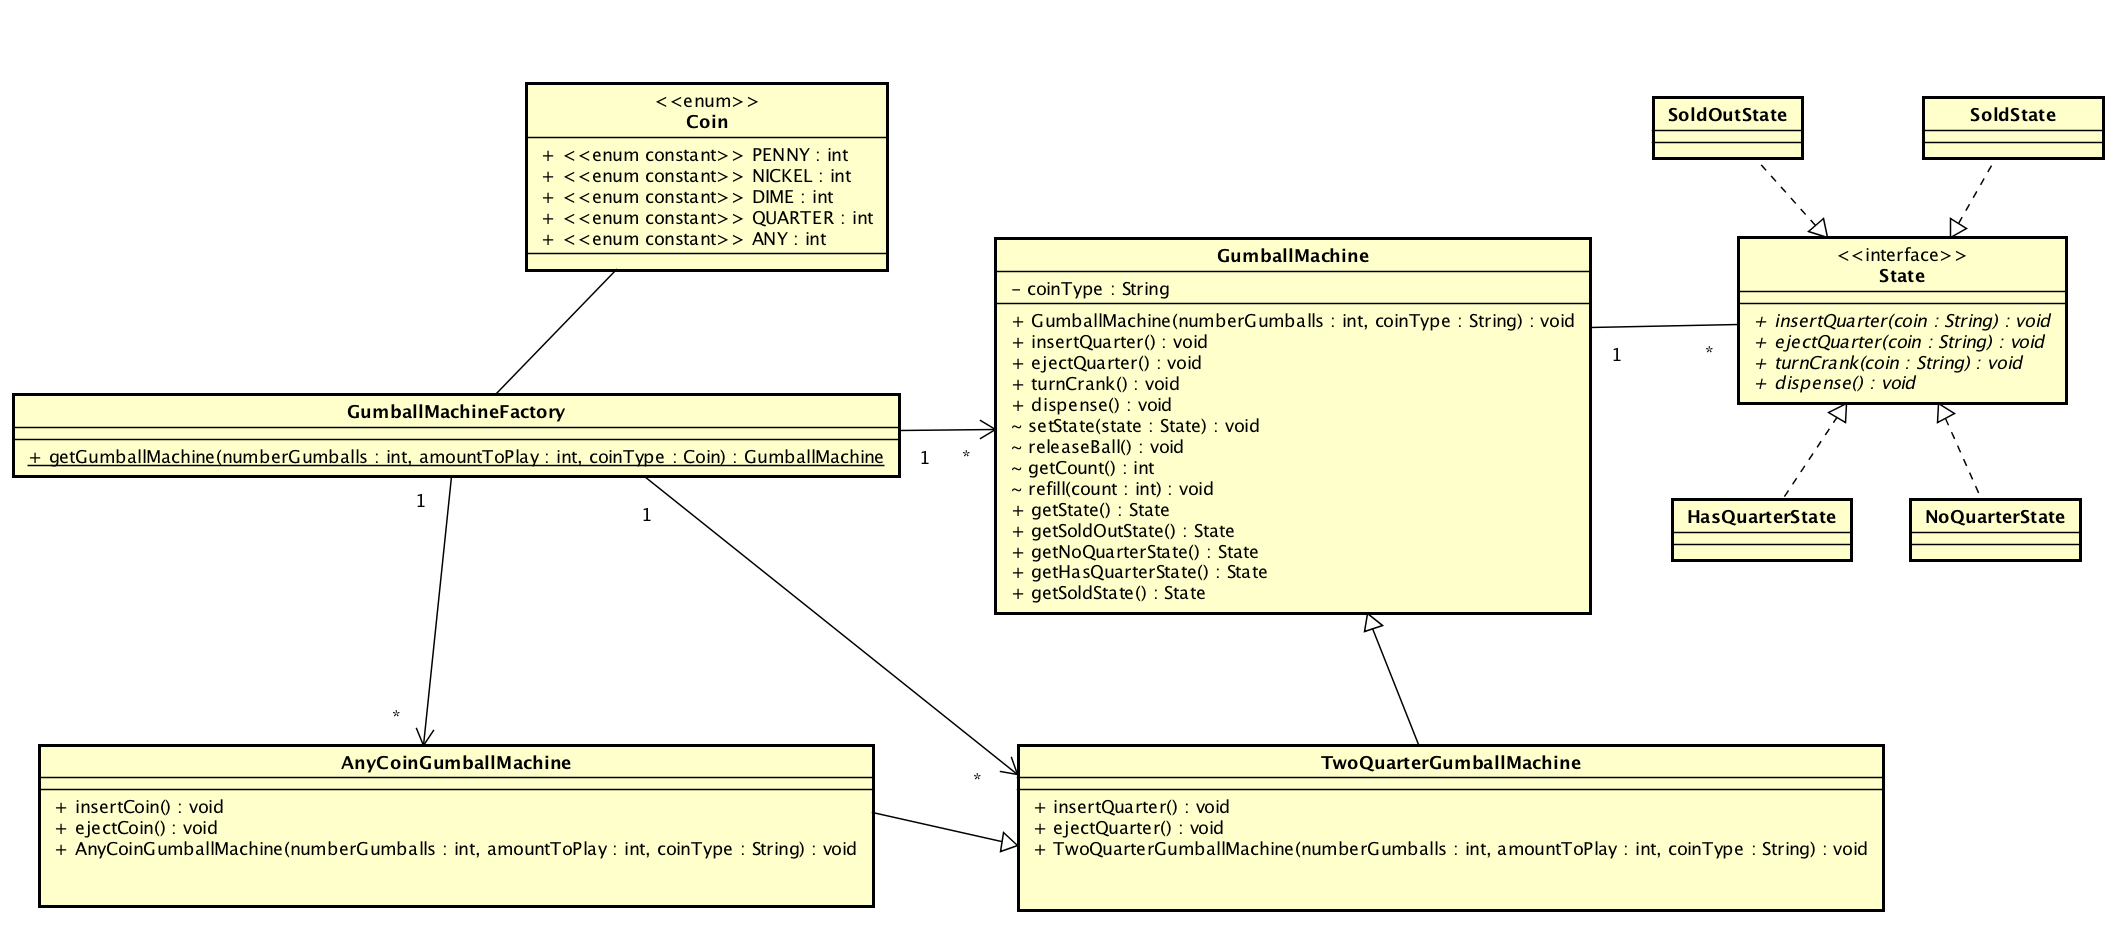 <<enum>>
Coin
+ <<enum constant>> PENNY : int
+ <<enum constant>> NICKEL : int
+ <<enum constant>> DIME : int
+ <<enum constant>> QUARTER : int
+ <<enum constant>> ANY : int
SoldOutState
SoldState
<<interface>>
State
+ insertQuarter(coin : String) : void
+ ejectQuarter(coin : String) : void
+ turnCrank(coin : String) : void
+ dispense() : void
GumballMachine
- coinType : String
+ GumballMachine(numberGumballs : int, coinType : String) : void
+ insertQuarter() : void
+ ejectQuarter() : void
+ turnCrank() : void
+ dispense() : void
~ setState(state : State) : void
~ releaseBall() : void
~ getCount() : int
~ refill(count : int) : void
+ getState() : State
+ getSoldOutState() : State
+ getNoQuarterState() : State
+ getHasQuarterState() : State
+ getSoldState() : State
1
*
GumballMachineFactory
+ getGumballMachine(numberGumballs : int, amountToPlay : int, coinType : Coin) : GumballMachine
1
*
1
1
HasQuarterState
NoQuarterState
*
*
AnyCoinGumballMachine
+ insertCoin() : void
+ ejectCoin() : void
+ AnyCoinGumballMachine(numberGumballs : int, amountToPlay : int, coinType : String) : void
TwoQuarterGumballMachine
+ insertQuarter() : void
+ ejectQuarter() : void
+ TwoQuarterGumballMachine(numberGumballs : int, amountToPlay : int, coinType : String) : void